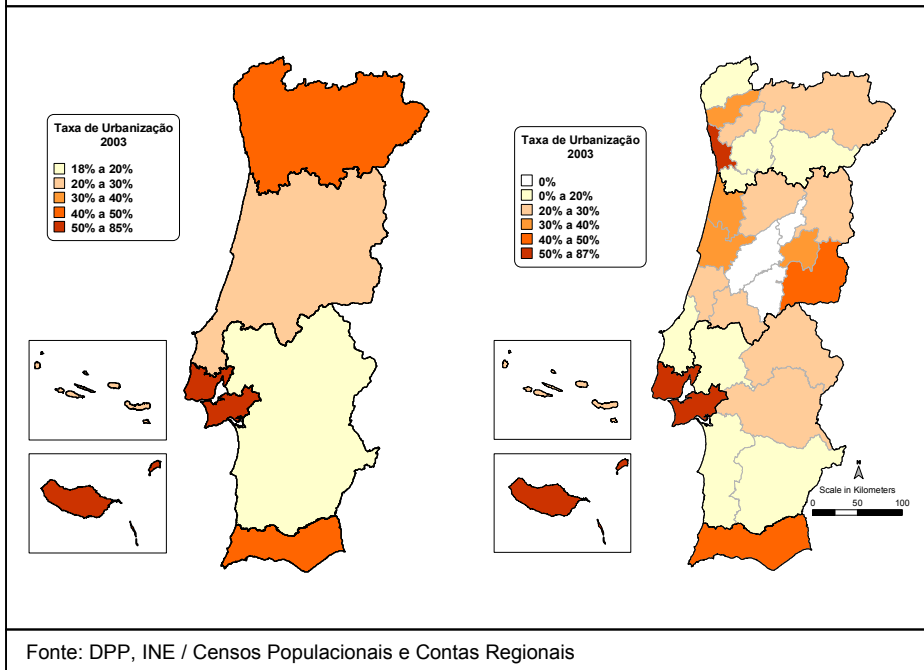 Taxa de Urbanização
2003
18% a 20%
20% a 30%
30% a 40%
40% a 50%
50% a 85%
Taxa de Urbanização
2003
0%
0% a 20%
20% a 30%
30% a 40%
40% a 50%
50% a 87%
N
Scale in Kilometers
0 50 100
Fonte: DPP, INE / Censos Populacionais e Contas Regionais